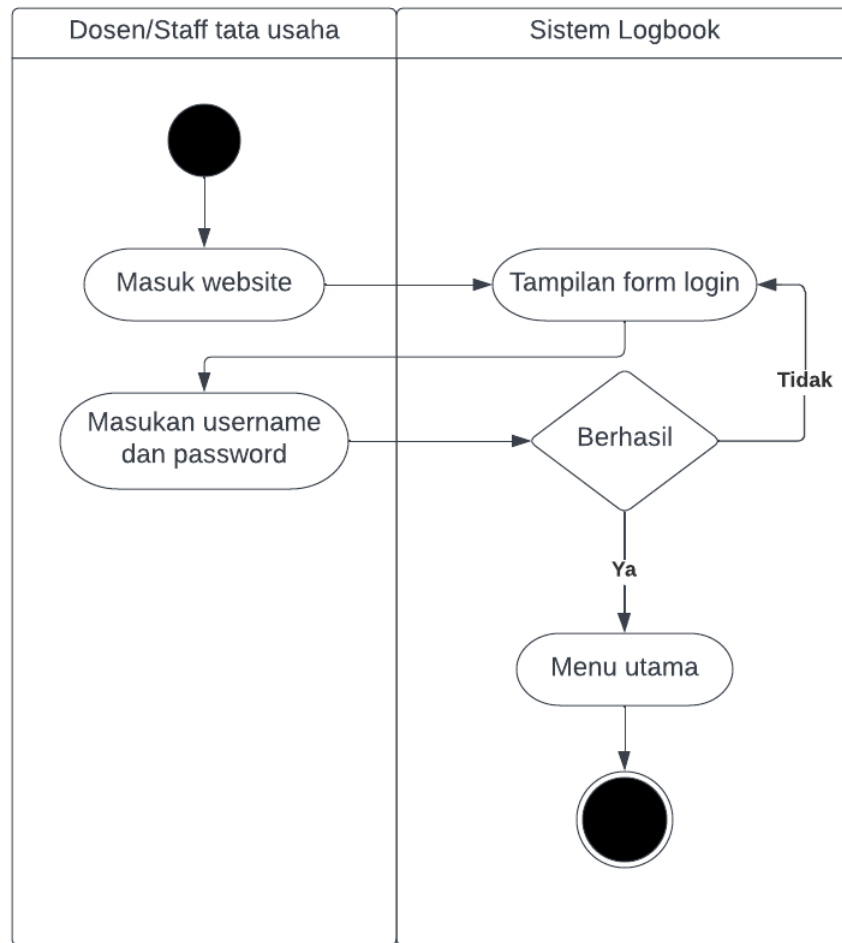 Dosen/Staff tata usaha
Sistem Logbook
Masuk website
Tampilan form login
Tidak
Masukan username
dan password
Berhasil
Ya
Menu utama